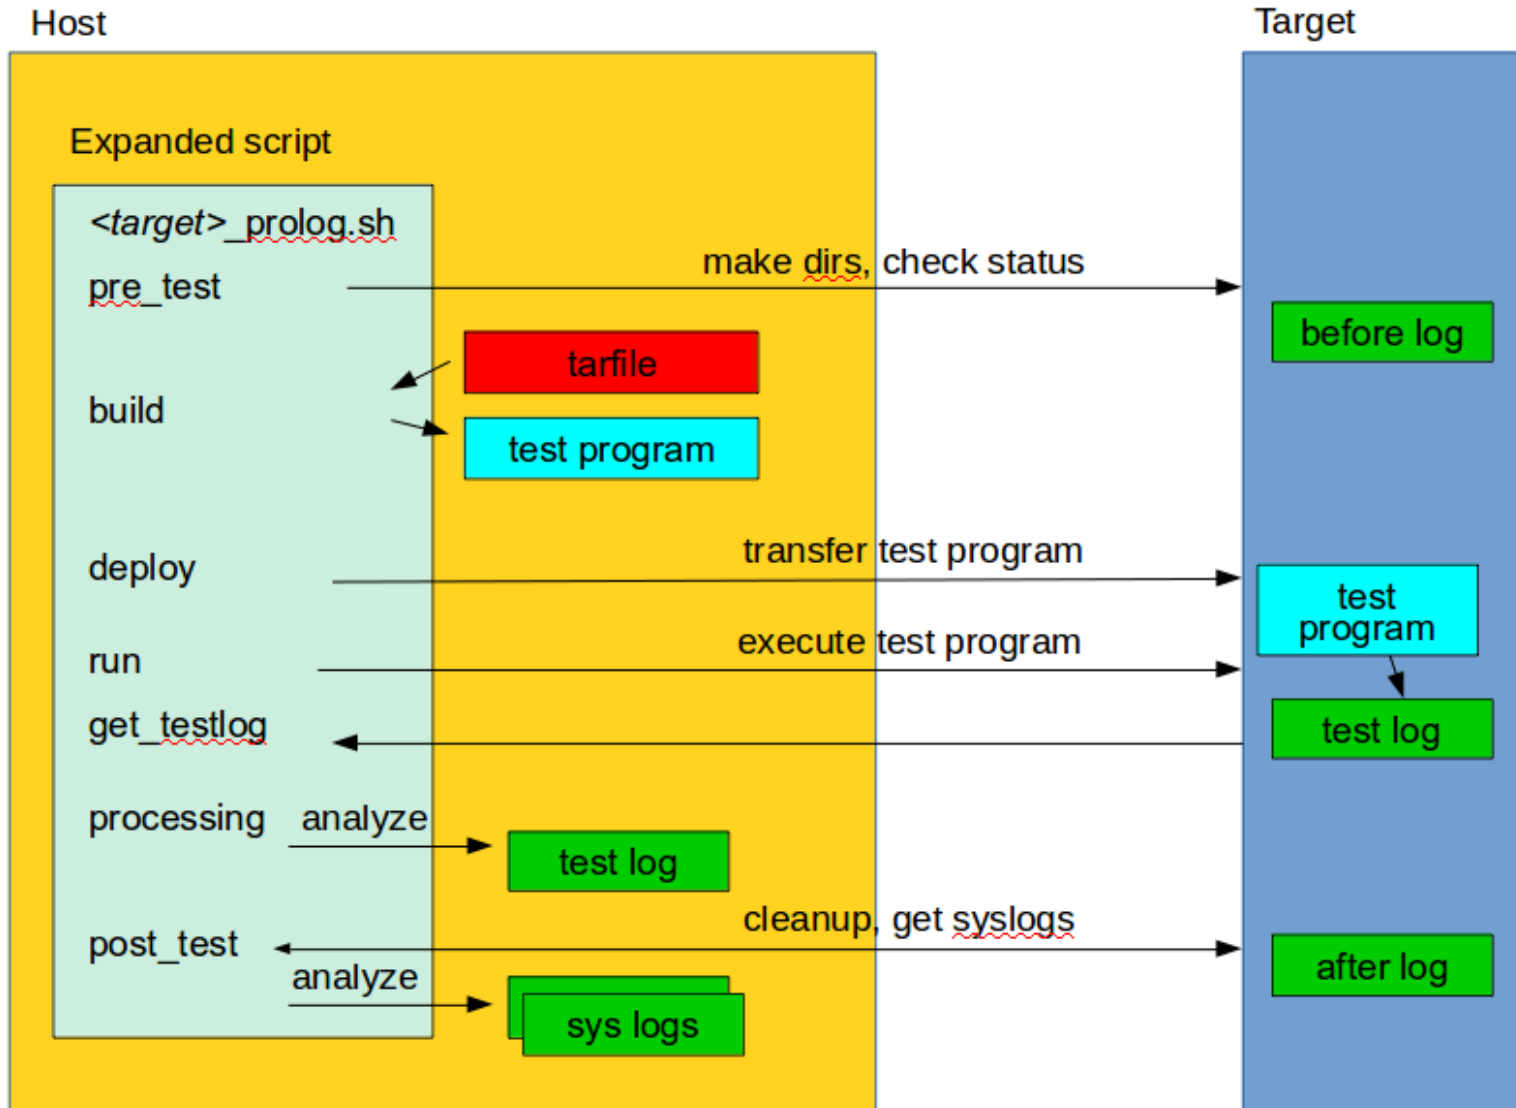 Host
Target
Expanded script
<target>_prolog.sh
make dirs, check status
pre_test
before log
tarfile
build
test program
transfer test program
deploy
test
program
execute test program
run
get_testlog
test log
processing
analyze
test log
cleanup, get syslogs
post_test
after log
analyze
sys logs